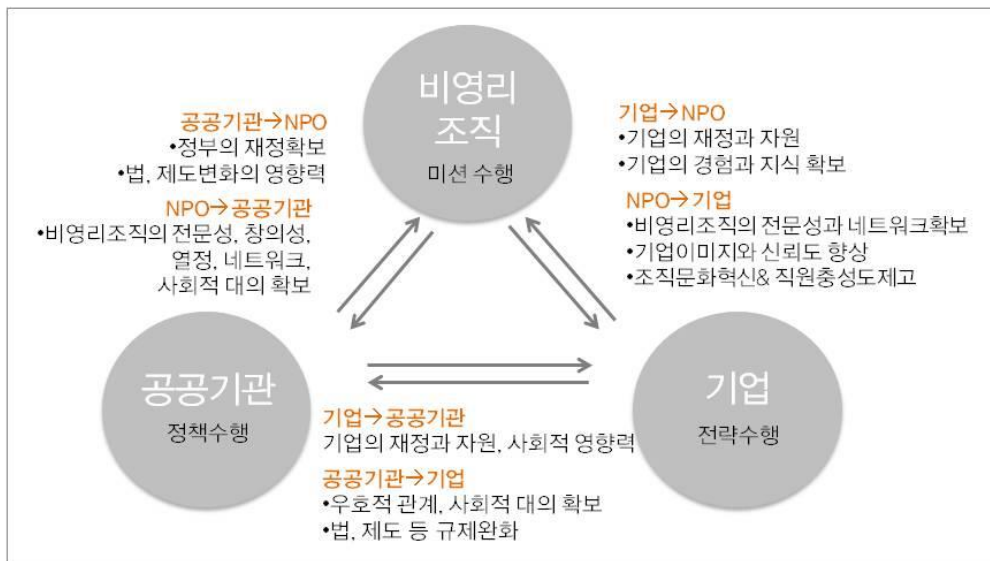 비영리
조직
미션 수행
공공기관→NPO
•정부의 재정확보
•법, 제도변화의 영향력
NPO→공공기관
•비영리조직의 전문성, 창의성,
열정, 네트워크,
사회적 대의 확보
기업→NPO
•기업의 재정과 자원
•기업의 경험과 지식 확보
NPO→기업
•비영리조직의 전문성과 네트워크확보
•기업이미지와 신뢰도 향상
•조직문화혁신& 직원충성도제고
공공기관
정책수행
기업
전략수행
기업→공공기관
기업의 재정과 자원, 사회적 영향력
공공기관→기업
•우호적 관계, 사회적 대의 확보
•법, 제도 등 규제완화